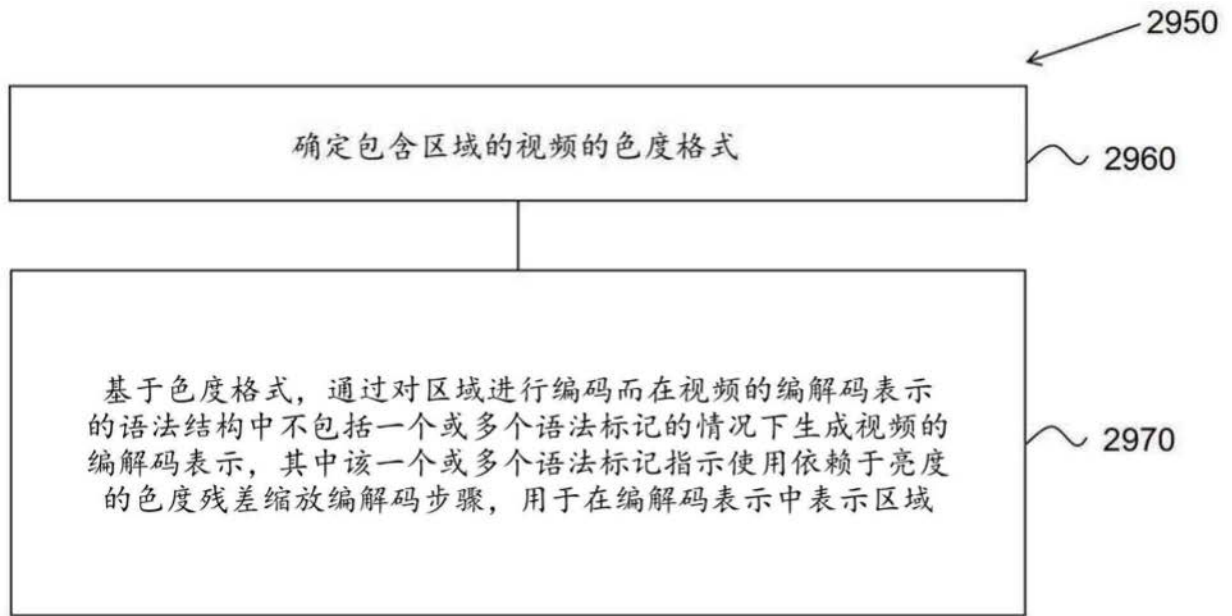 2950
确定包含区域的视频的色度格式
2960
基于色度格式，通过对区域进行编码而在视频的编解码表示
的语法结构中不包括一个或多个语法标记的情况下生成视频的
编解码表示，其中该一个或多个语法标记指示使用依赖于亮度
的色度残差缩放编解码步骤，用于在编解码表示中表示区域
2970